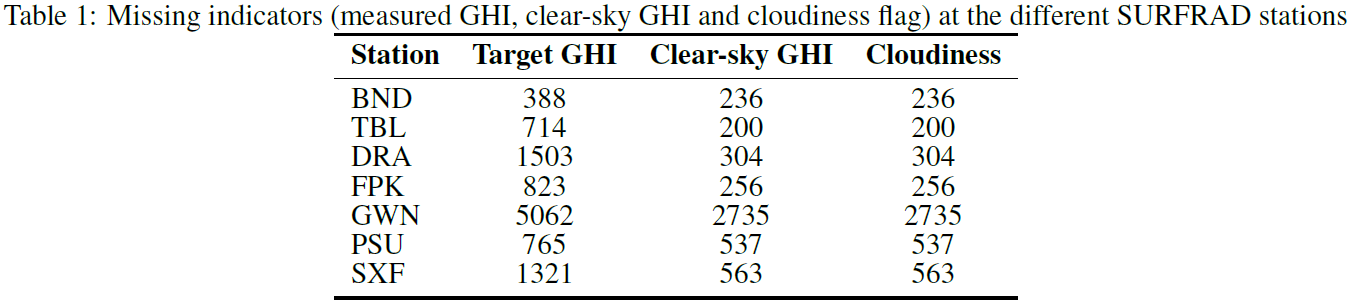 Table 1: Missing indicators (measured GHI, clear-sky GHI and cloudiness flag) at the different SURFRAD stations
Station Target GHI Clear-sky GHI Cloudiness
BND 388 236 236
TBL 714 200 200
DRA 1503 304 304
FPK 823 256 256
GWN 5062 2735 2735
PSU 765 537 537
SXF 1321 563 563